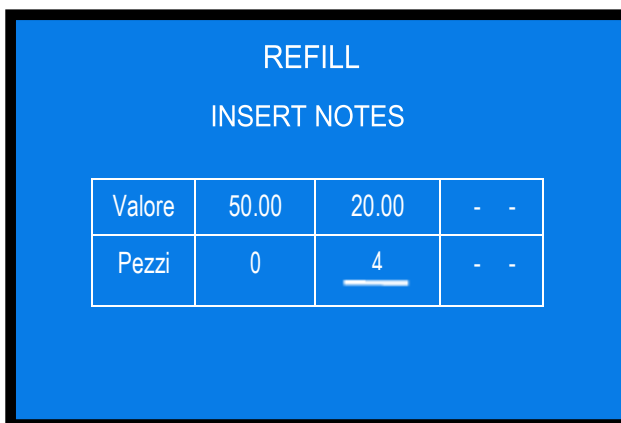 REFILL
INSERT NOTES
Valore 50.00 20.00 - -
Pezzi 0 4 - -